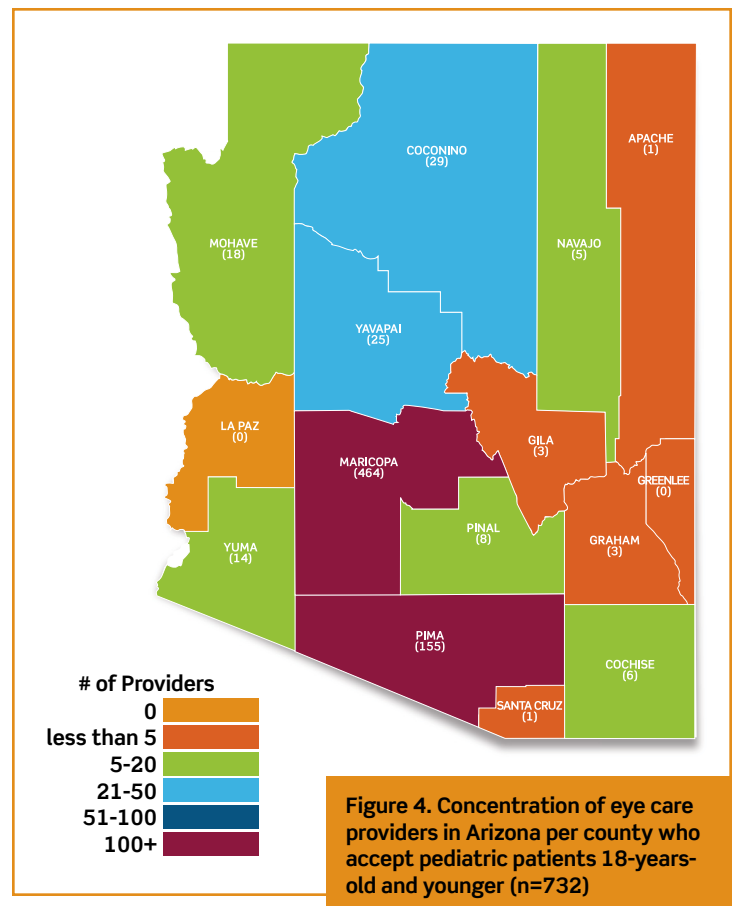 APACHE
(1)
COCONINO
(29)
MOHAVE
(18)
NAVAJO
(5)
YAVAPAI
(25)
LA PAZ
(0)
GILA
(3)
MARICOPA
(464)
GREENLEE
(0)
PINAL
(8)
GRAHAM
(3)
YUMA
(14)
PIMA
(155)
COCHISE
(6)
SANTA CRUZ
(1)
# of Providers
0
less than 5
5-20
21-50
51-100
100+
Figure 4. Concentration of eye care
providers in Arizona per county who
accept pediatric patients 18-years-
old and younger (n=732)